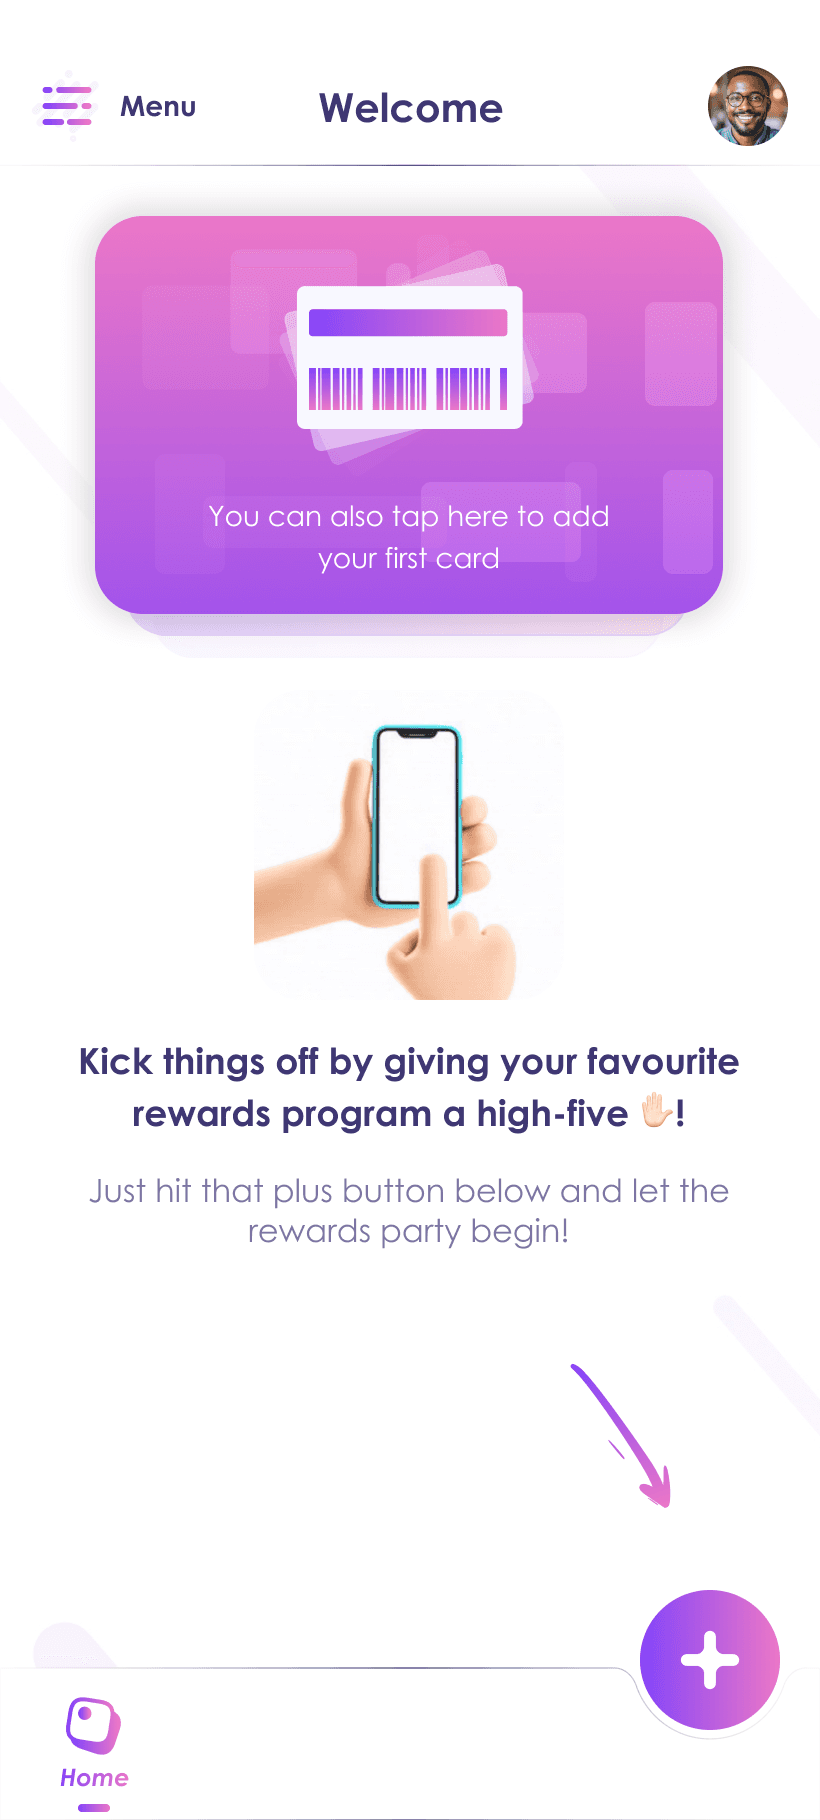 Menu
Welcome
You can also tap here to add
your first card
Kick things off by giving your favourite
rewards program a high-five 🖐🏻!
Just hit that plus button below and let the
rewards party begin!
Home